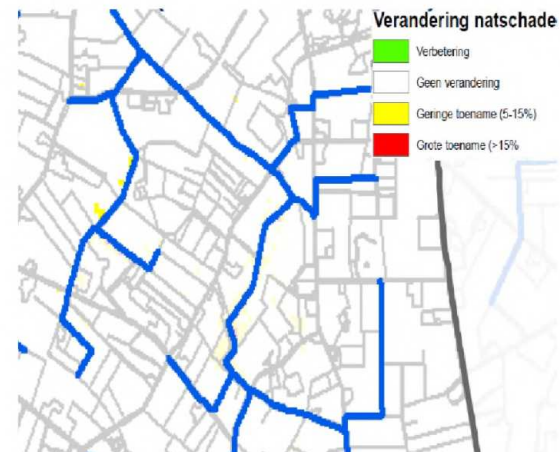 Verandering natschade
Verbetering
Geen verandering
Geringe toename (5-15%)
Grote toename (>15%